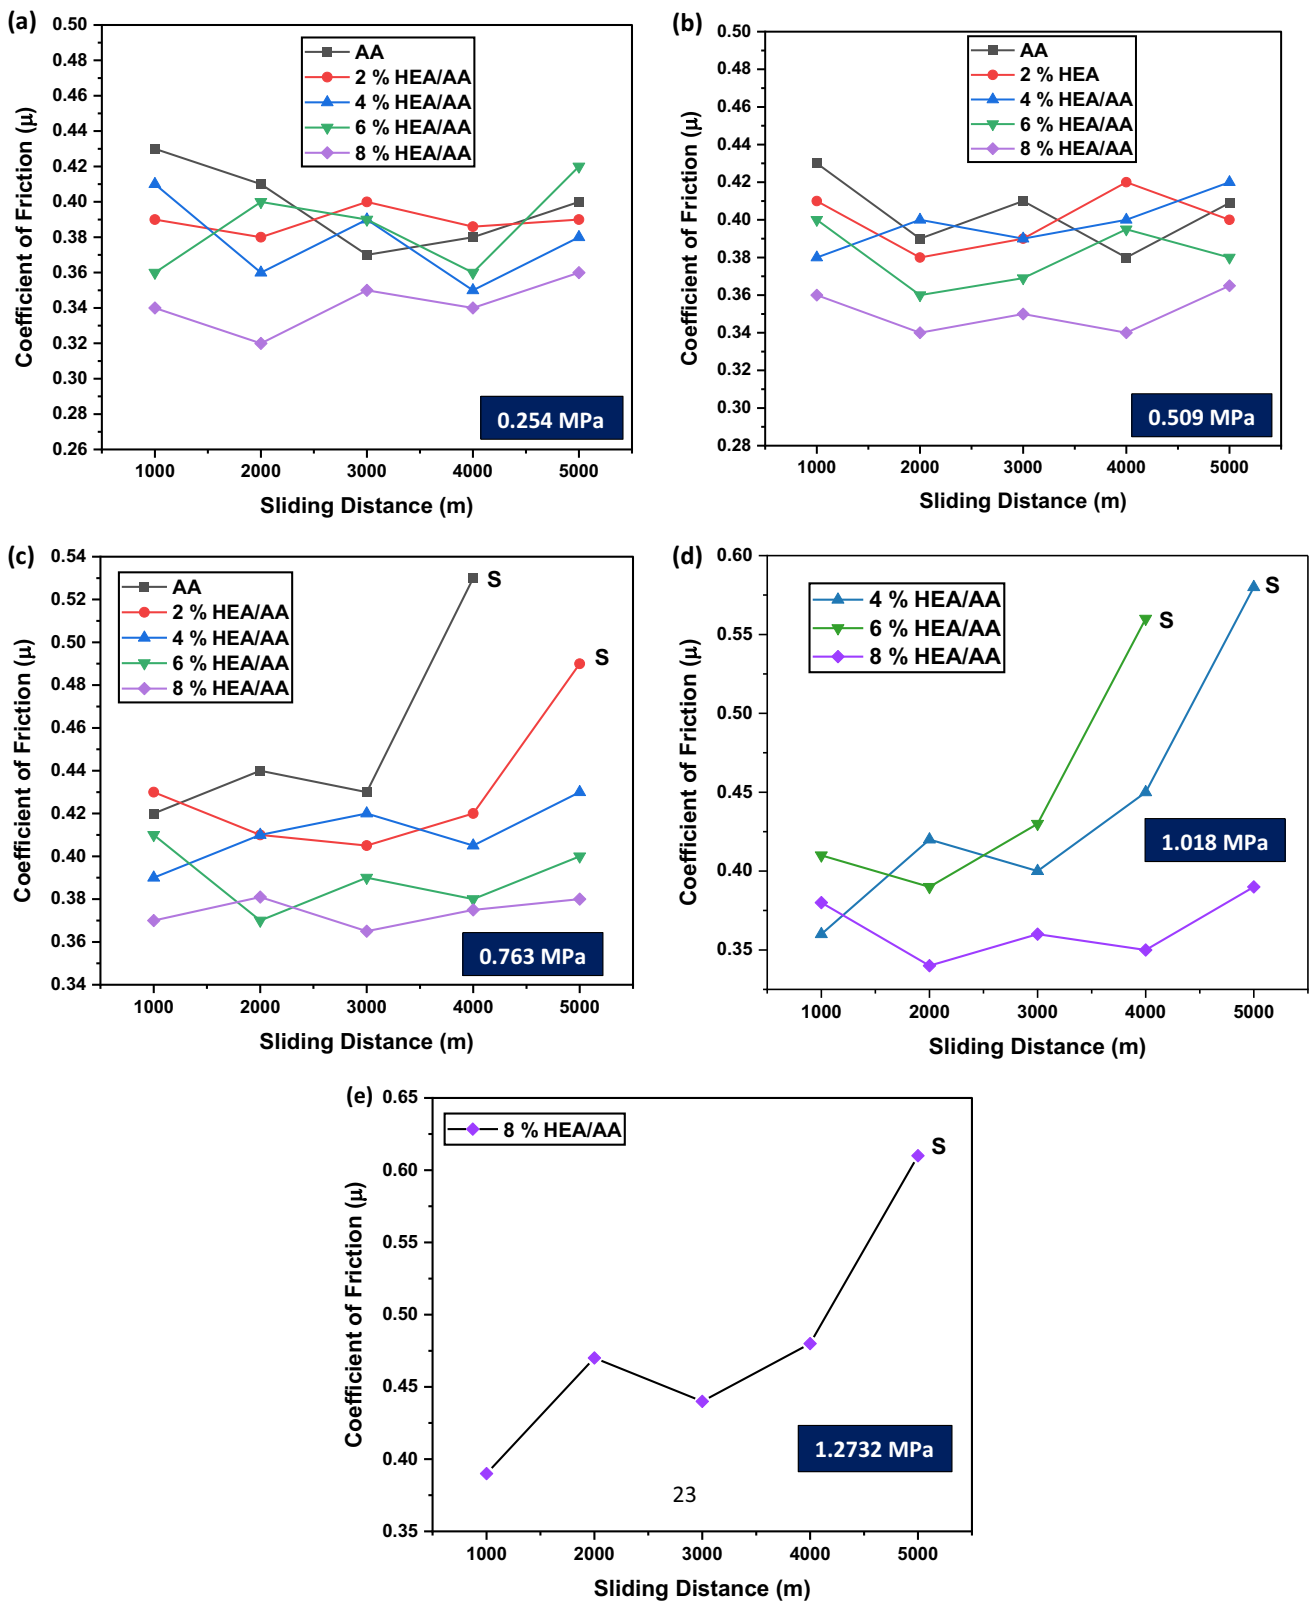 (a)
0.50
0.48
0.46
0.44
0.42
0.40
0.38
0.36
0.34
0.32
0.30
0.28
0.26
Coefficient of Friction (μ)
AA
2 % HEA/AA
4 % HEA/AA
6 % HEA/AA
8 % HEA/AA
0.254 MPa
1000 2000 3000 4000 5000
Sliding Distance (m)
(b)
0.50
0.48
0.46
0.44
0.42
0.40
0.38
0.36
0.34
0.32
0.30
0.28
Coefficient of Friction (μ)
AA
2 % HEA
4 % HEA/AA
6 % HEA/AA
8 % HEA/AA
0.509 MPa
1000 2000 3000 4000 5000
Sliding Distance (m)
(c)
0.54
0.52
0.50
0.48
0.46
0.44
0.42
0.40
0.38
0.36
0.34
Coefficient of Friction (μ)
AA
2 % HEA/AA
4 % HEA/AA
6 % HEA/AA
8 % HEA/AA
S
S
0.763 MPa
1000 2000 3000 4000 5000
Sliding Distance (m)
(d)
0.60
0.55
0.50
0.45
0.40
0.35
Coefficient of Friction (μ)
4 % HEA/AA
6 % HEA/AA
8 % HEA/AA
S
S
1.018 MPa
1000 2000 3000 4000 5000
Sliding Distance (m)
(e)
0.65
0.60
0.55
0.50
0.45
0.40
0.35
Coefficient of Friction (μ)
8 % HEA/AA
S
1.2732 MPa
23
1000 2000 3000 4000 5000
Sliding Distance (m)